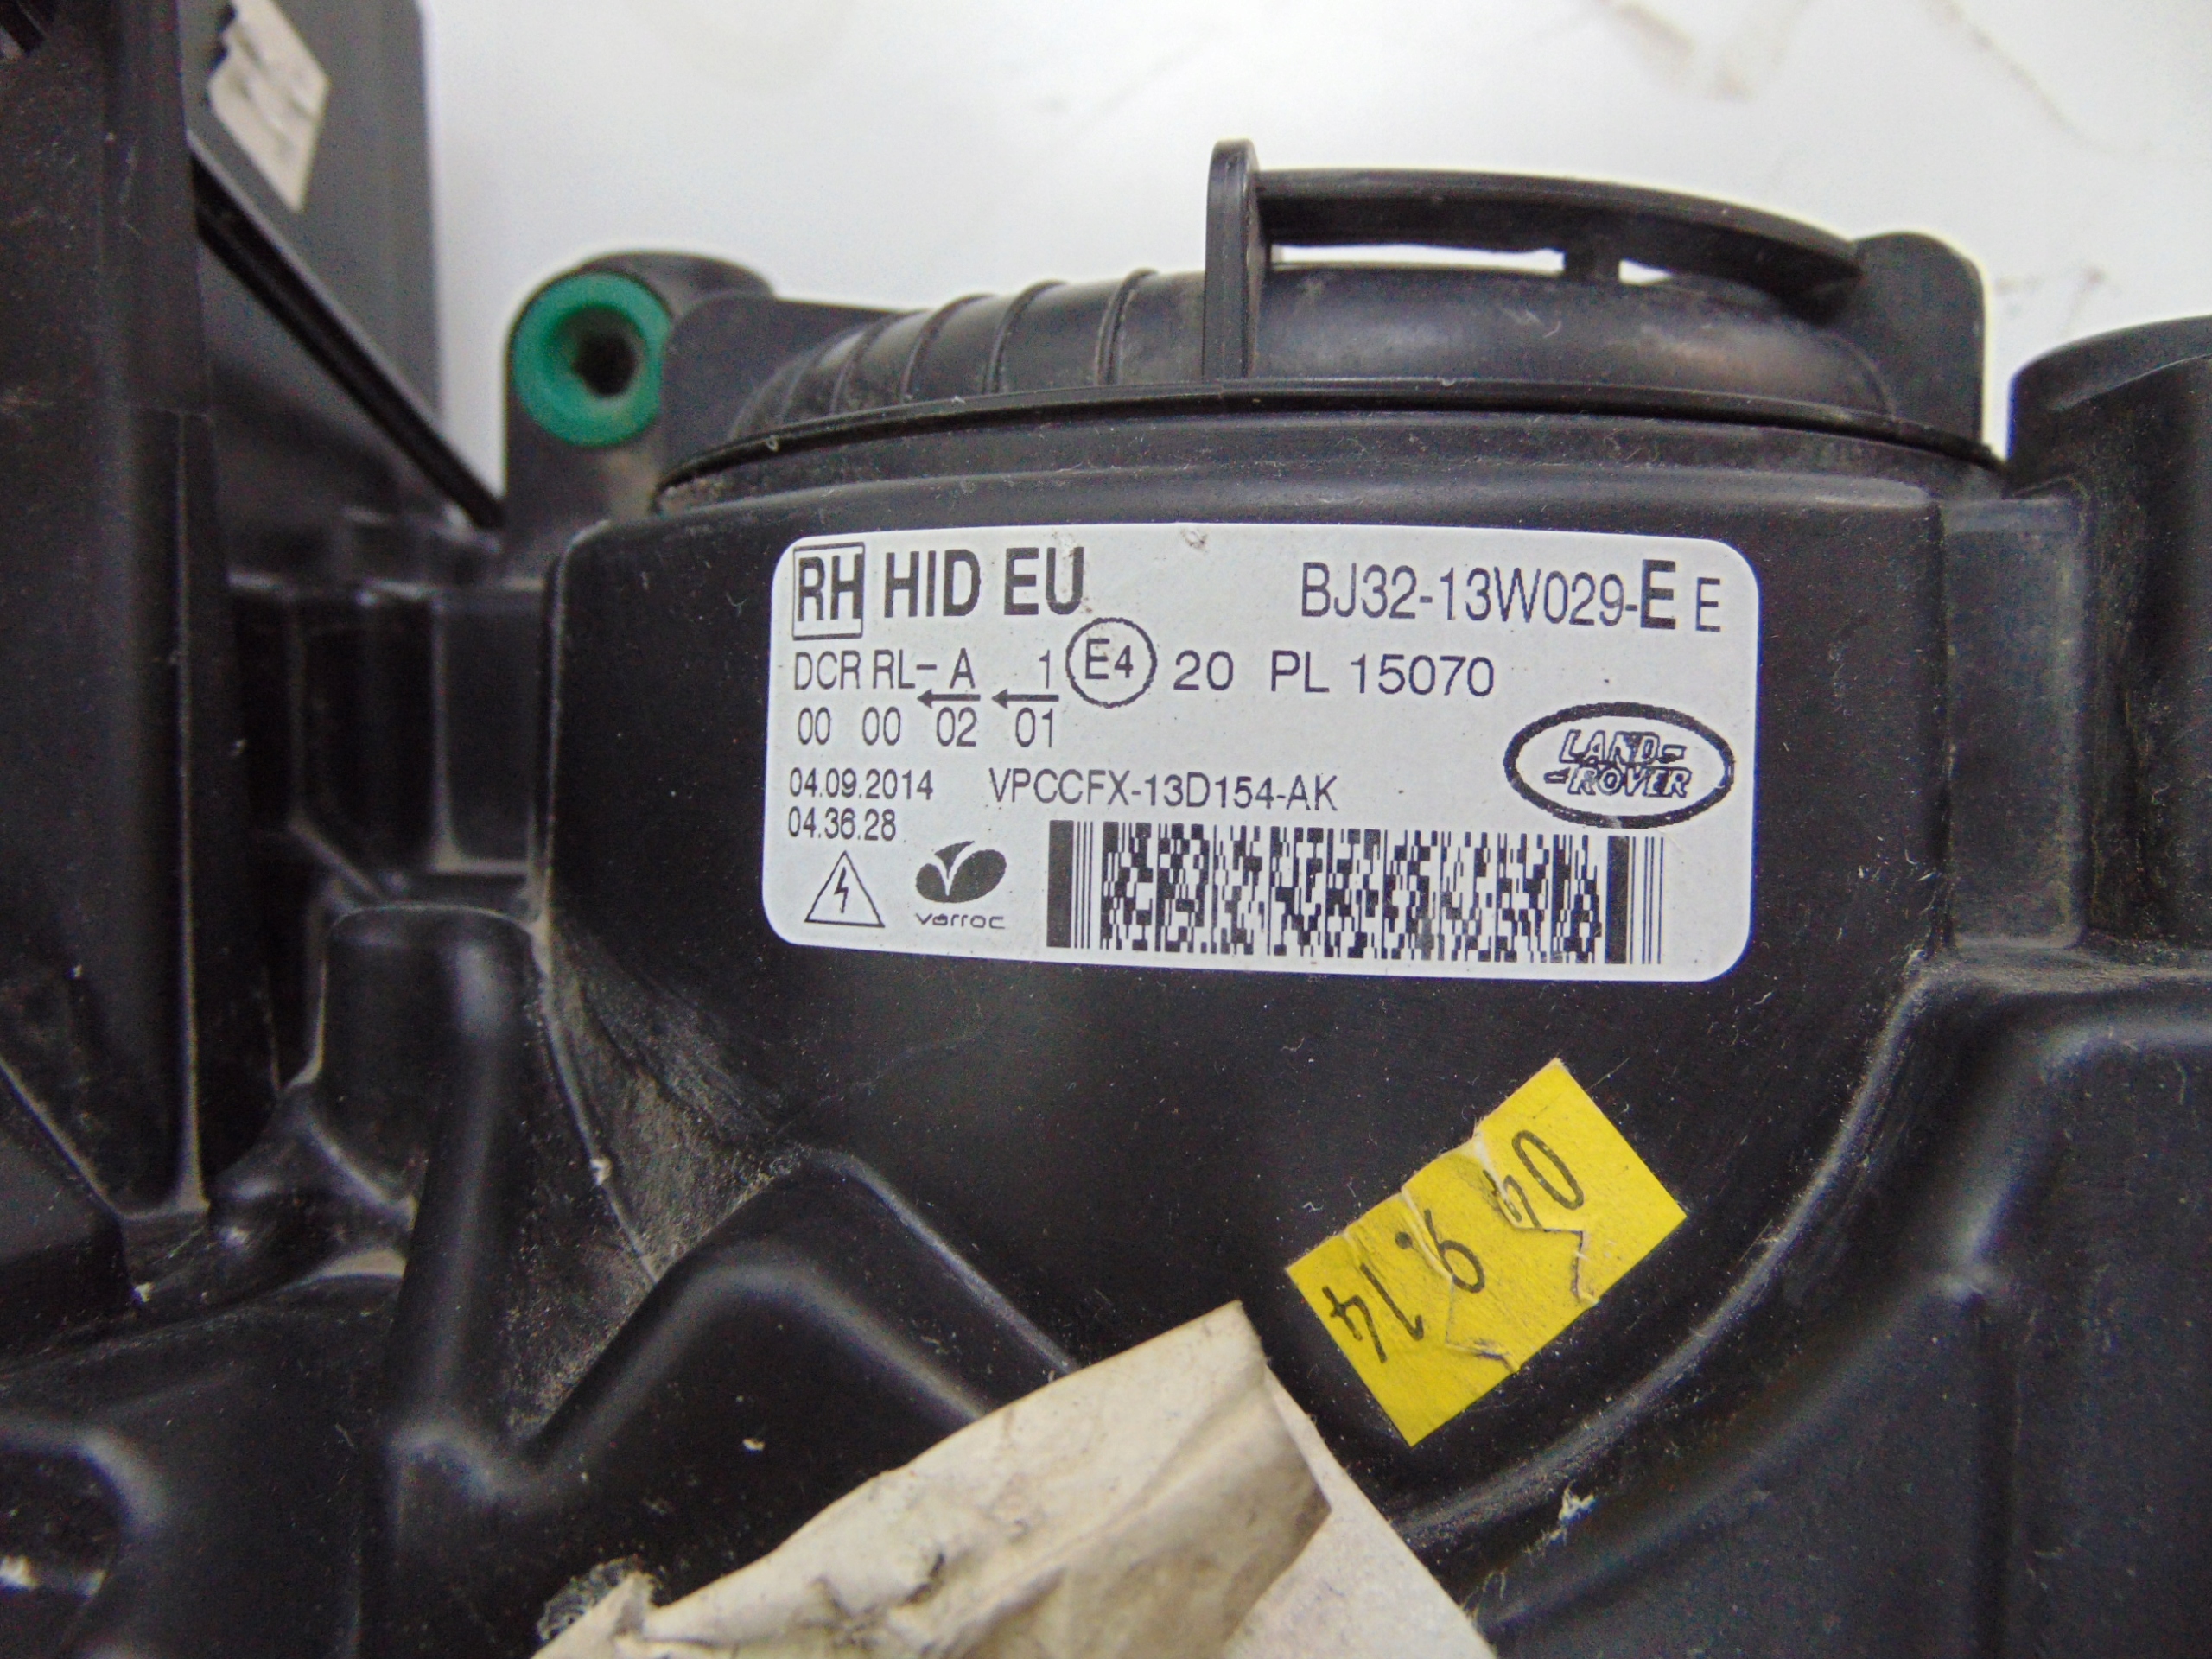 RH HID EU BJ32-13W029-E E
DCR RL- A 1 E4 20 PL 15070
00 00 02 01
04.09.2014 VPCCFX-13D154-AK
04.36.28
LAND-
-ROVER
varroc
04 9.14